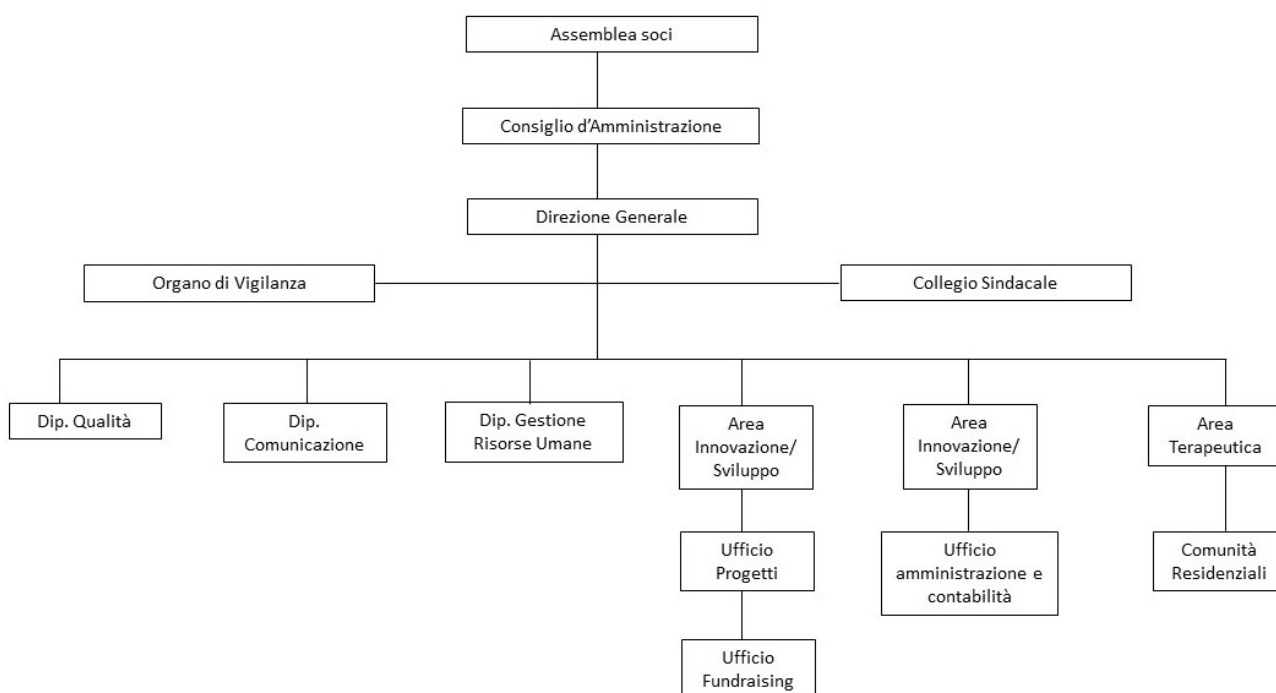 Assemblea soci
Consiglio d'Amministrazione
Direzione Generale
Organo di Vigilanza
Collegio Sindacale
Dip. Qualità
Dip.
Comunicazione
Dip. Gestione
Risorse Umane
Area
Innovazione/
Sviluppo
Area
Innovazione/
Sviluppo
Area
Terapeutica
Ufficio
Progetti
Ufficio
amministrazione e
contabilità
Comunità
Residenziali
Ufficio
Fundraising